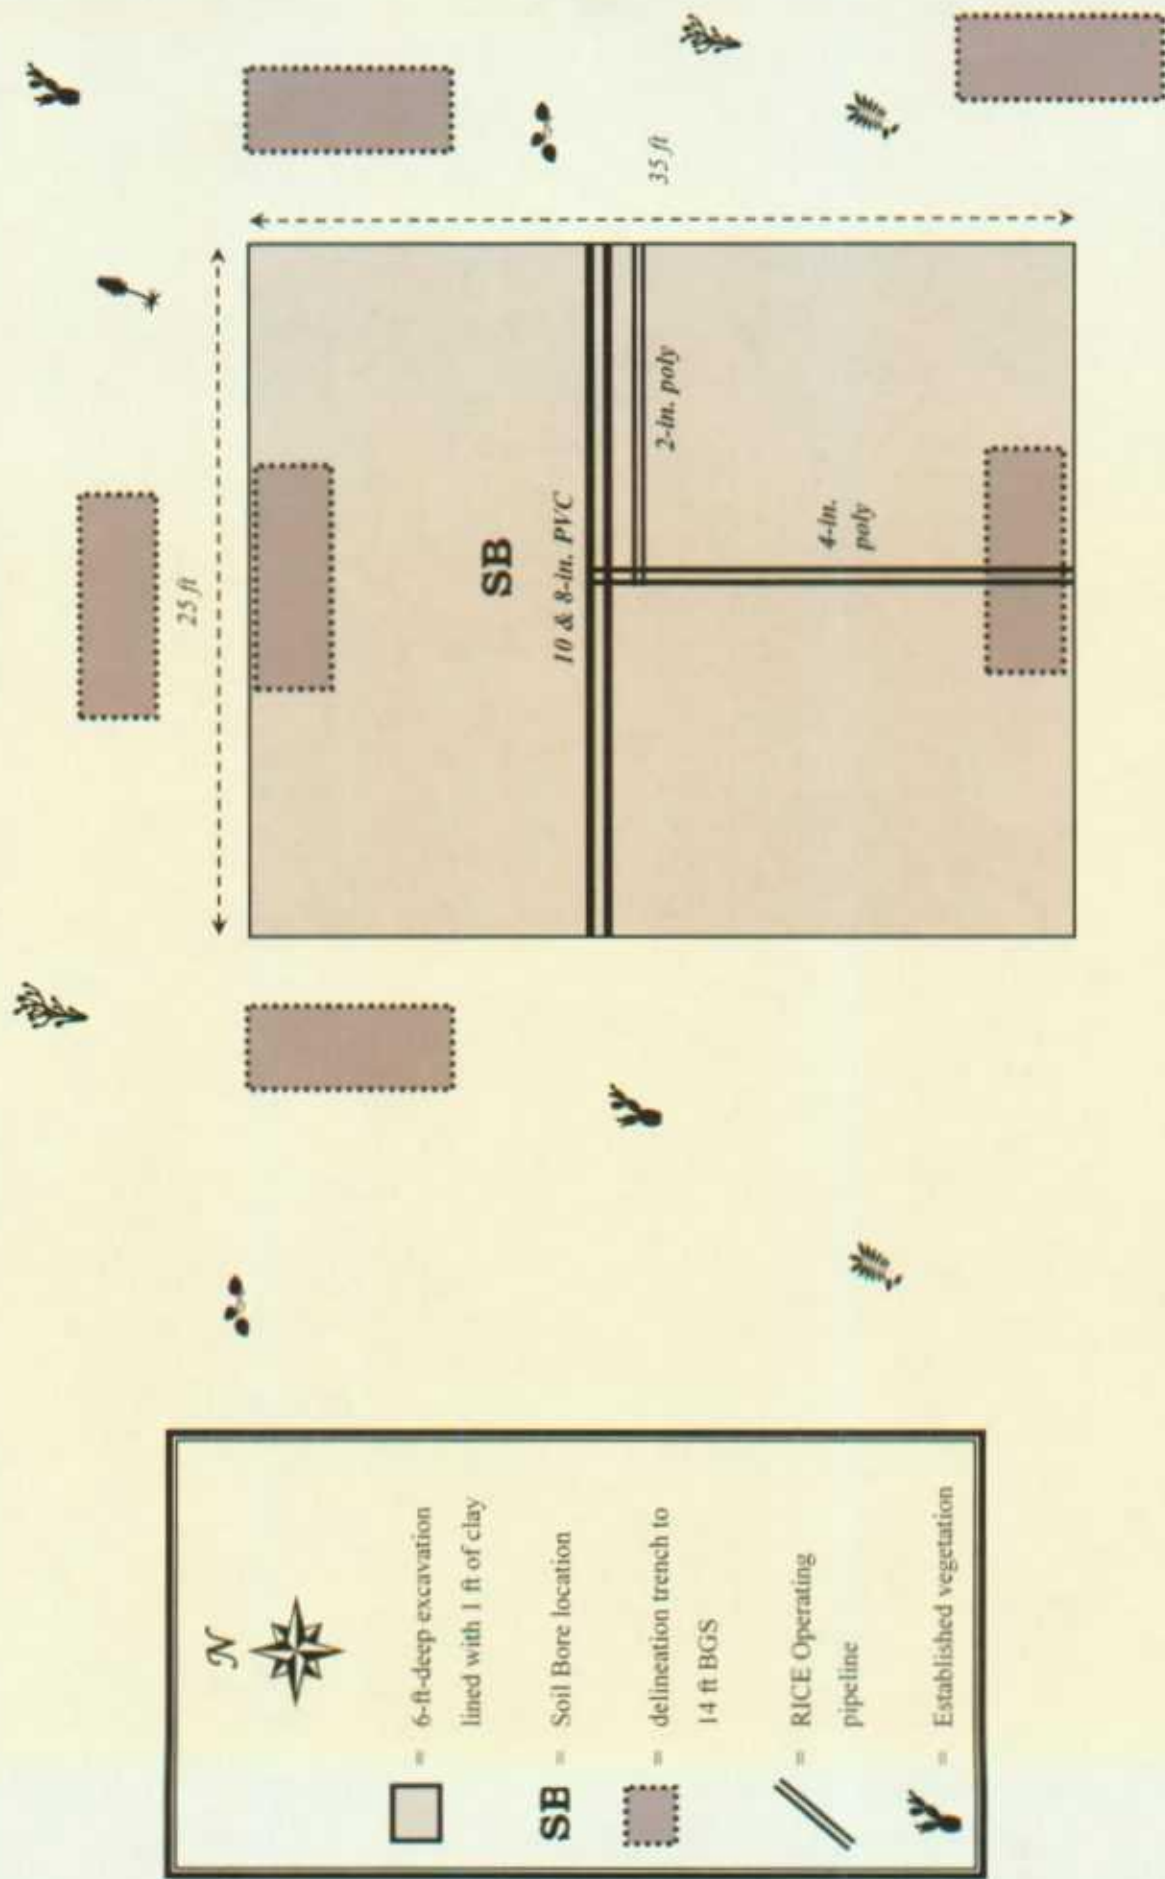 25 ft
35 ft
SB
10 & 8-in. PVC
2-in. poly
4-in.
poly
N
= 6-ft-deep excavation
lined with 1 ft of clay
SB = Soil Bore location
= delineation trench to
14 ft BGS
= RICE Operating
pipeline
= Established vegetation